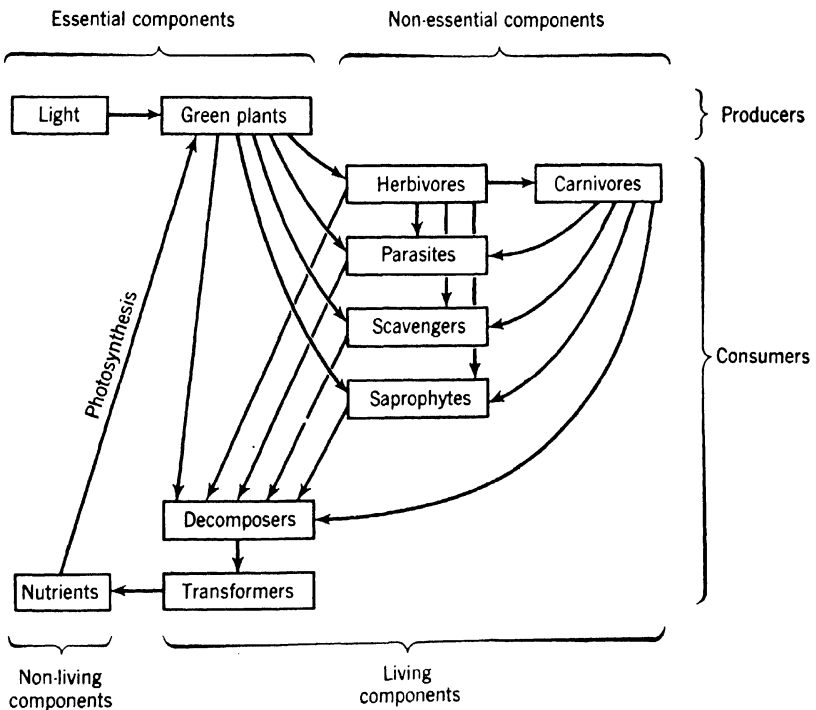 Essential components
Non-essential components
Light
Green plants
Producers
Herbivores
Carnivores
Parasites
Scavengers
Consumers
Saprophytes
Photosynthesis
Decomposers
Nutrients
Transformers
Non-living
components
Living
components